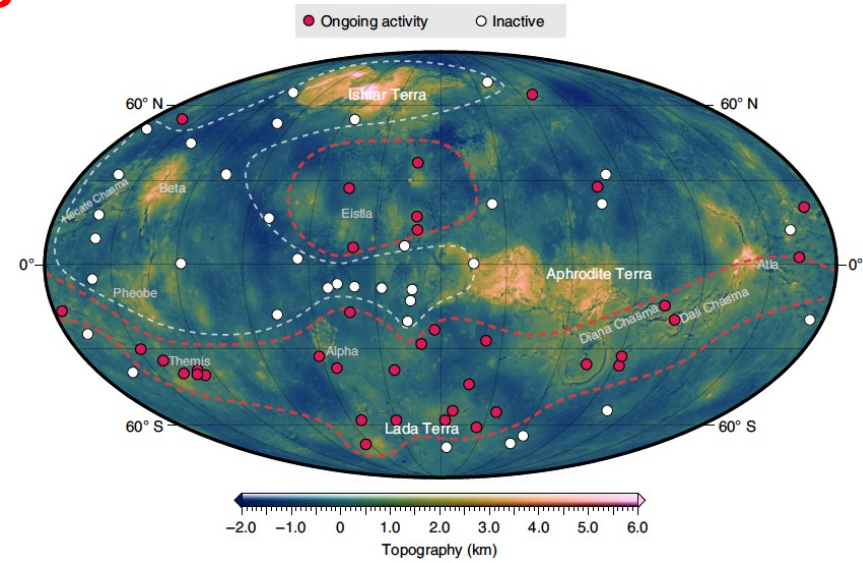 Ongoing activity Inactive
60° N 60° N
Ishtar Terra
Beta
Hecate Chasma
Eistla
0° 0°
Aphrodite Terra
Atla
Pheobe
Dali Chasma
Diana Chasma
Alpha
Themis
60° S 60° S
Lada Terra
−2.0 −1.0 0 1.0 2.0 3.0 4.0 5.0 6.0
Topography (km)